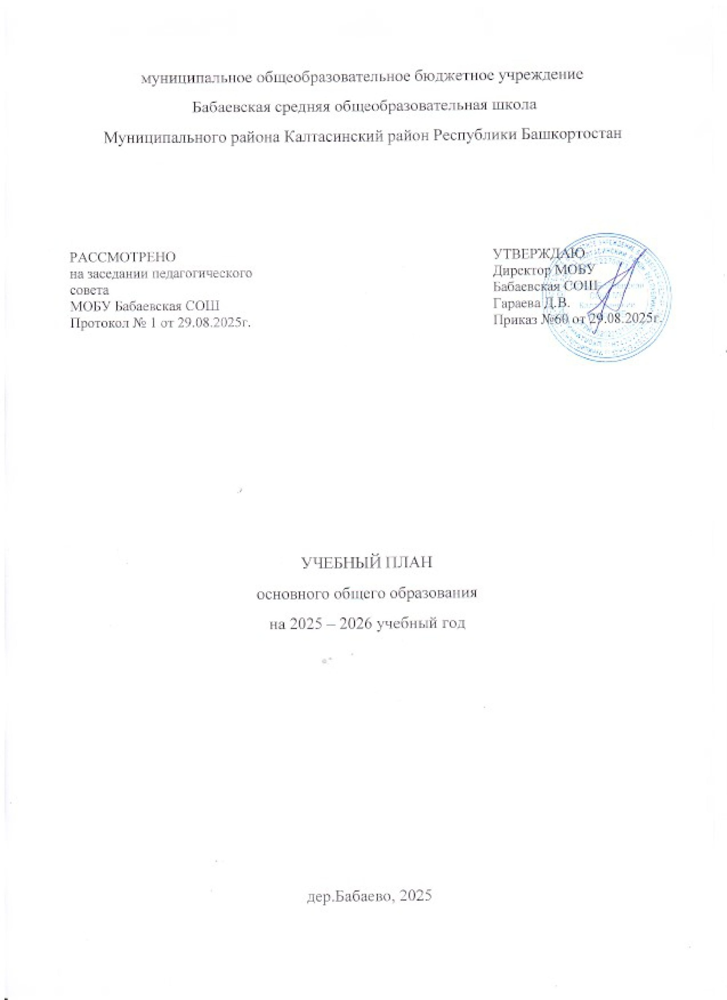 муниципальное общеобразовательное бюджетное учреждение
Бабаевская средняя общеобразовательная школа
Муниципального района Калтасинский район Республики Башкортостан
РАССМОТРЕНО
на заседании педагогического
совета
МОБУ Бабаевская СОШ
Протокол № 1 от 29.08.2025г.
УТВЕРЖДАЮ
Директор МОБУ
Бабаевская СОШ
Гараева Д.В.
Приказ №60 от 29.08.2025г.
УЧЕБНЫЙ ПЛАН
основного общего образования
на 2025 – 2026 учебный год
дер.Бабаево, 2025